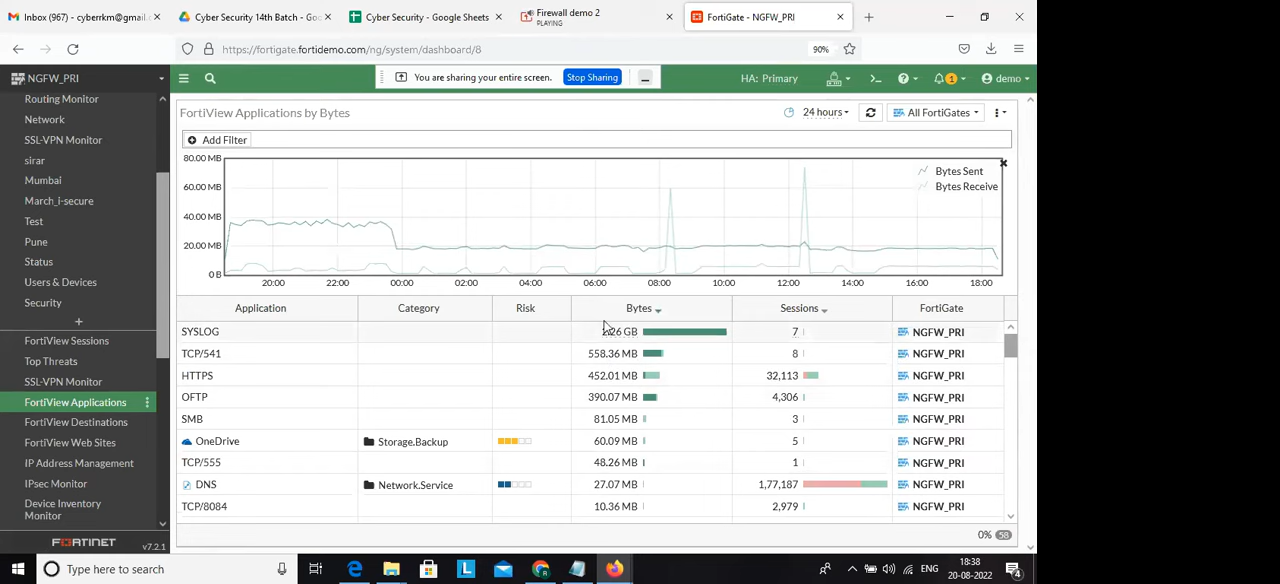 Inbox (967) - cyberrkm@gmail.c
Cyber Security 14th Batch - Goo
Cyber Security - Google Sheets
Firewall demo 2
PLAYING
FortiGate - NGFW_PRI
https://fortigate.fortidemo.com/ng/system/dashboard/8
90%
NGFW_PRI
You are sharing your entire screen.
Stop Sharing
HA: Primary
1
demo
Routing Monitor
Network
SSL-VPN Monitor
sirar
Mumbai
March_i-secure
Test
Pune
Status
Users & Devices
Security
+
FortiView Sessions
Top Threats
SSL-VPN Monitor
FortiView Applications
FortiView Destinations
FortiView Web Sites
IP Address Management
IPsec Monitor
Device Inventory
Monitor
FORTINET
v7.2.1
FortiView Applications by Bytes
24 hours
All FortiGates
Add Filter
80.00 MB
60.00 MB
40.00 MB
20.00 MB
0 B
Bytes Sent
Bytes Receive
20:00 22:00 00:00 02:00 04:00 06:00 08:00 10:00 12:00 14:00 16:00 18:00
Application Category Risk Bytes Sessions FortiGate
SYSLOG GB 7 NGFW_PRI
TCP/541 558.36 MB 8 NGFW_PRI
HTTPS 452.01 MB 32,113 NGFW_PRI
OFTP 390.07 MB 4,306 NGFW_PRI
SMB 81.05 MB 3 NGFW_PRI
OneDrive Storage.Backup 60.09 MB 5 NGFW_PRI
TCP/555 48.26 MB 1 NGFW_PRI
DNS Network.Service 27.07 MB 1,77,187 NGFW_PRI
TCP/8084 10.36 MB 2,979 NGFW_PRI
0% 58
Type here to search
L
ENG
18:38
20-08-2022
4